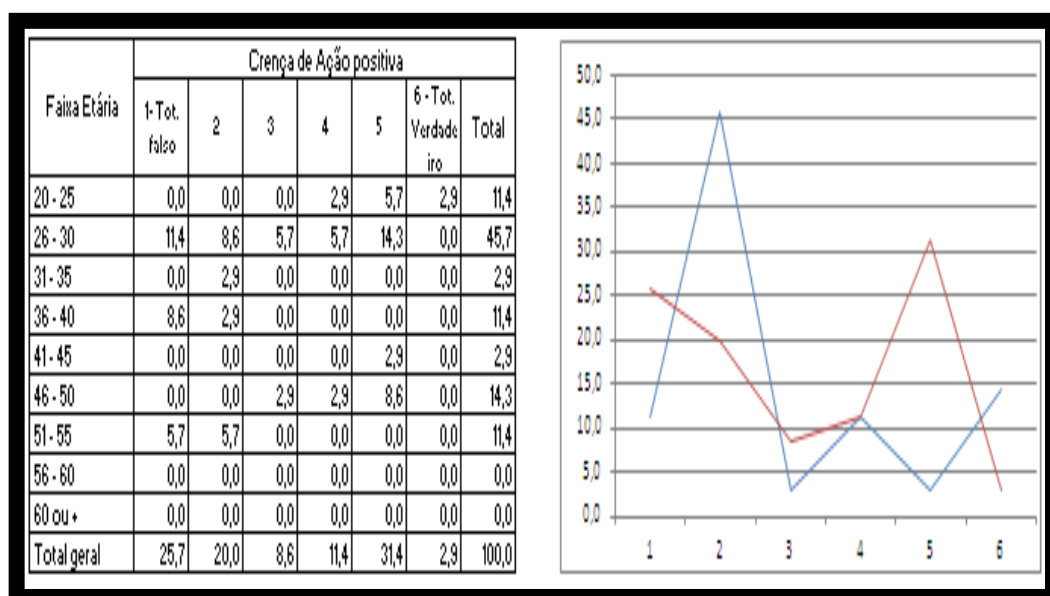 Crença de Ação positiva
Faixa Etária 1- Tot. falso 2 3 4 5 6 - Tot. Verdade iro Total
20 - 25 0,0 0,0 0,0 2,9 5,7 2,9 11,4
26 - 30 11,4 8,6 5,7 5,7 14,3 0,0 45,7
31 - 35 0,0 2,9 0,0 0,0 0,0 0,0 2,9
36 - 40 8,6 2,9 0,0 0,0 0,0 0,0 11,4
41 - 45 0,0 0,0 0,0 0,0 2,9 0,0 2,9
46 - 50 0,0 0,0 2,9 2,9 8,6 0,0 14,3
51 - 55 5,7 5,7 0,0 0,0 0,0 0,0 11,4
56 - 60 0,0 0,0 0,0 0,0 0,0 0,0 0,0
60 ou + 0,0 0,0 0,0 0,0 0,0 0,0 0,0
Total geral 25,7 20,0 8,6 11,4 31,4 2,9 100,0
50,0
45,0
40,0
35,0
30,0
25,0
20,0
15,0
10,0
5,0
0,0
1 2 3 4 5 6